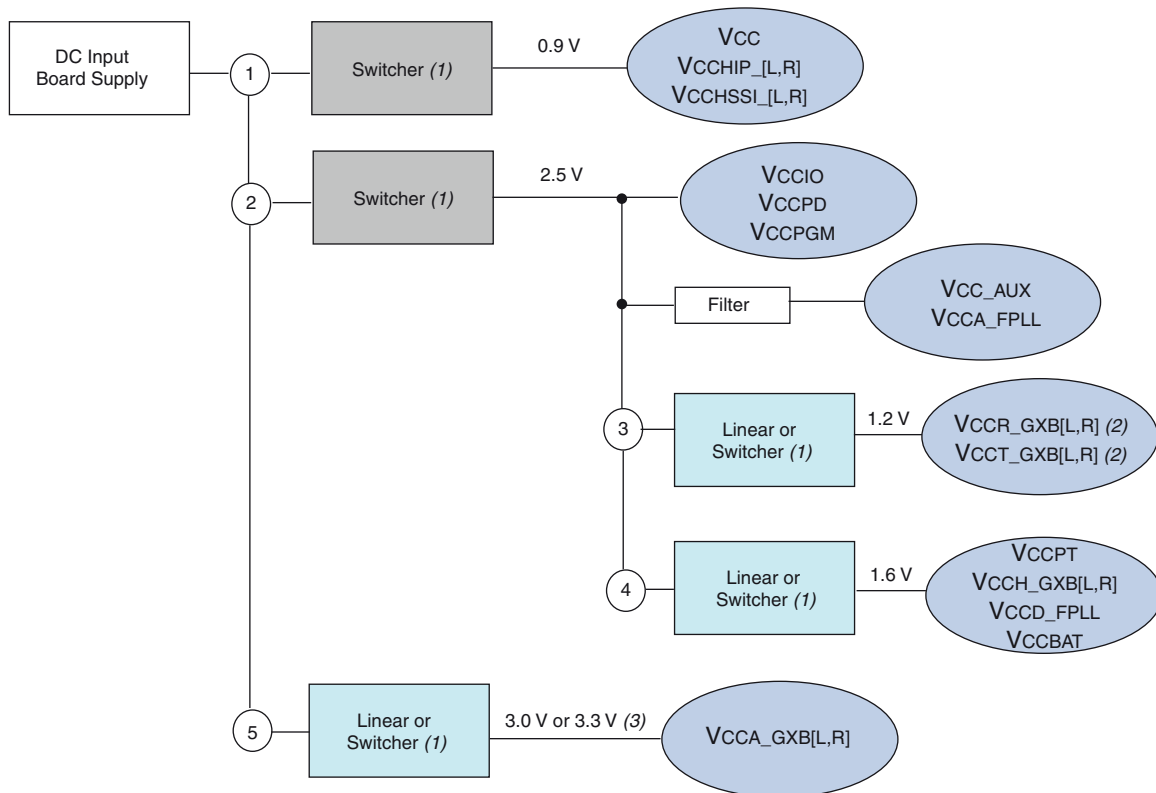 DC Input
Board Supply
1
Switcher (1)
0.9 V
VCC
VCCHIP_[L,R]
VCCHSSI_[L,R]
2
Switcher (1)
2.5 V
VCCIO
VCCPD
VCCPGM
Filter
VCC_AUX
VCCA_FPLL
3
Linear or
Switcher (1)
1.2 V
VCCR_GXB[L,R] (2)
VCCT_GXB[L,R] (2)
4
Linear or
Switcher (1)
1.6 V
VCCPT
VCCH_GXB[L,R]
VCCD_FPLL
VCCBAT
5
Linear or
Switcher (1)
3.0 V or 3.3 V (3)
VCCA_GXB[L,R]